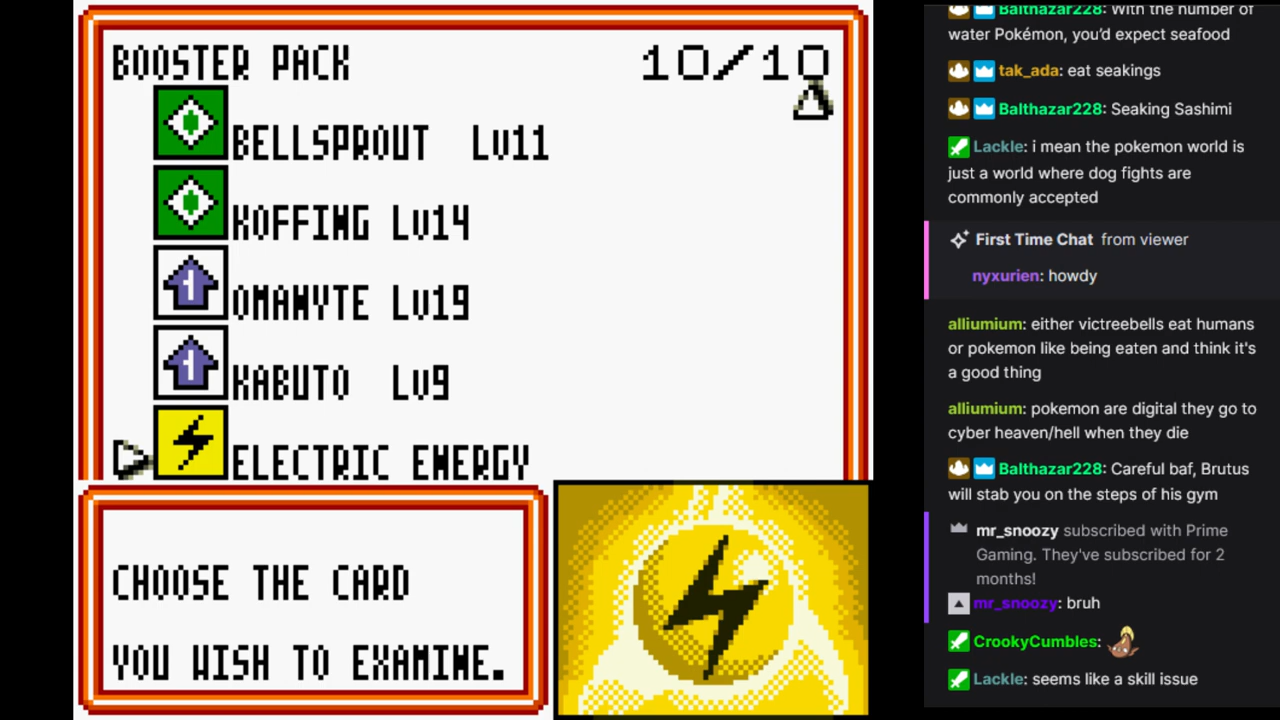 BOOSTER PACK 10/10
BELLSPROUT Lv11
KOFFING Lv14
1 OMANYTE Lv19
1 KABUTO Lv9
ELECTRIC ENERGY
CHOOSE THE CARD
YOU WISH TO EXAMINE.
Balthazar228: With the number of
water Pokémon, you'd expect seafood
tak_ada: eat seakings
Balthazar228: Seaking Sashimi
Lackle: i mean the pokemon world is
just a world where dog fights are
commonly accepted
First Time Chat from viewer
nyxurien: howdy
alliumium: either victreebells eat humans
or pokemon like being eaten and think it's
a good thing
alliumium: pokemon are digital they go to
cyber heaven/hell when they die
Balthazar228: Careful baf, Brutus
will stab you on the steps of his gym
mr_snoozy subscribed with Prime
Gaming. They've subscribed for 2
months!
mr_snoozy: bruh
CrookyCumbles:
Lackle: seems like a skill issue